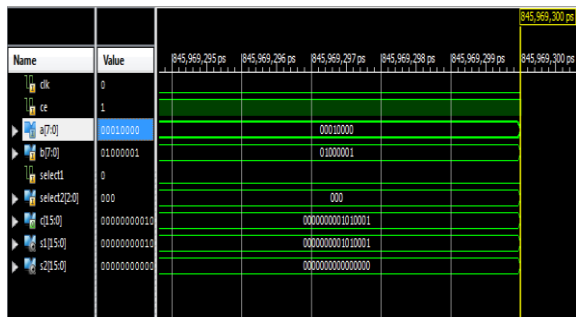 845,969,300 ps
Name Value 845,969,295 ps 845,969,296 ps 845,969,297 ps 845,969,298 ps 845,969,299 ps 845,969,300 ps
clk 0
ce 1
a[7:0] 00010000 00010000
b[7:0] 01000001 01000001
select1 0
select2[2:0] 000 000
c[15:0] 00000000010 0000000001010001
s1[15:0] 00000000010 0000000001010001
s2[15:0] 00000000000 0000000000000000